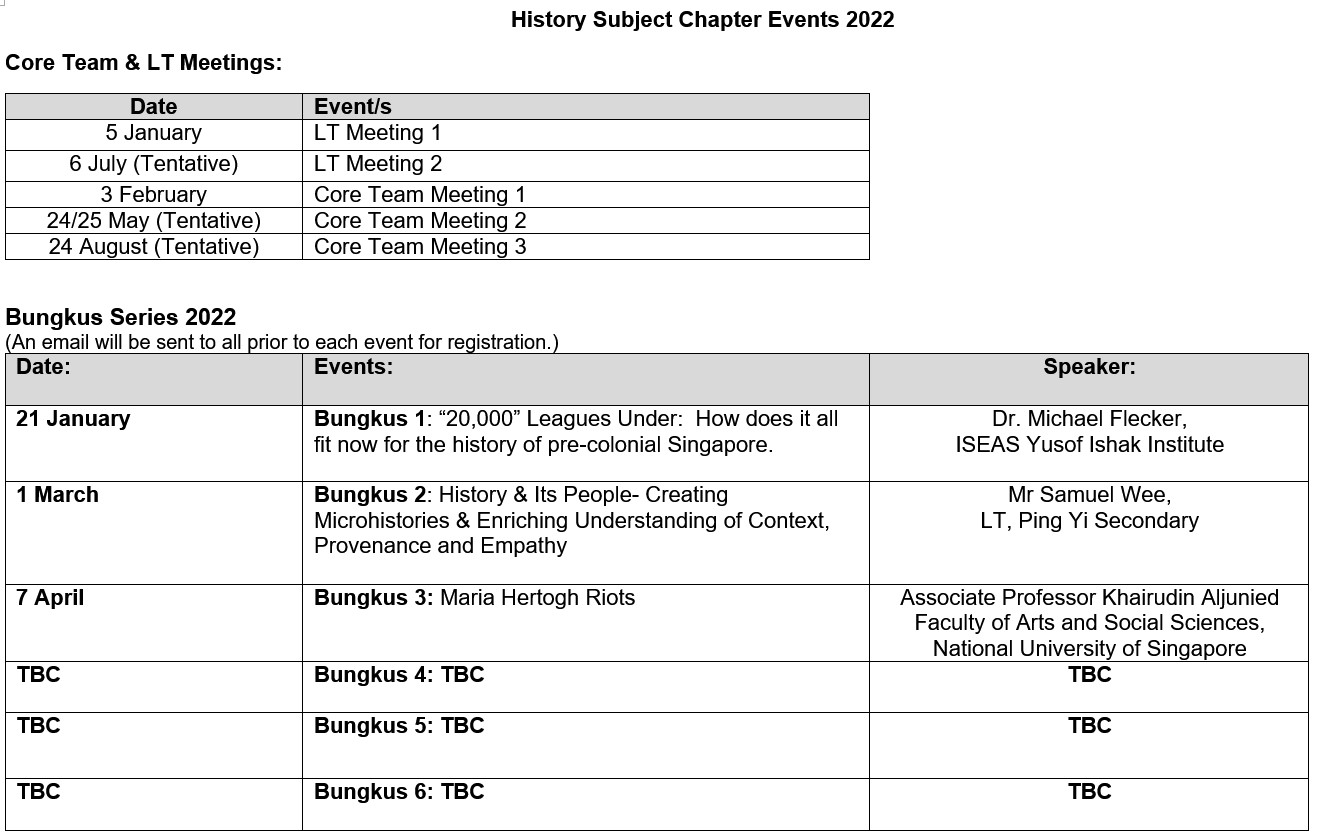 History Subject Chapter Events 2022
Core Team & LT Meetings:
Date Event/s
5 January LT Meeting 1
6 July (Tentative) LT Meeting 2
3 February Core Team Meeting 1
24/25 May (Tentative) Core Team Meeting 2
24 August (Tentative) Core Team Meeting 3
Bungkus Series 2022
(An email will be sent to all prior to each event for registration.)
Date: Events: Speaker:
21 January Bungkus 1: “20,000” Leagues Under: How does it all Dr. Michael Flecker,
fit now for the history of pre-colonial Singapore. ISEAS Yusof Ishak Institute
1 March Bungkus 2: History & Its People- Creating Mr Samuel Wee,
Microhistories & Enriching Understanding of Context, LT, Ping Yi Secondary
Provenance and Empathy
7 April Bungkus 3: Maria Hertogh Riots Associate Professor Khairudin Aljunied
Faculty of Arts and Social Sciences,
National University of Singapore
TBC Bungkus 4: TBC TBC
TBC Bungkus 5: TBC TBC
TBC Bungkus 6: TBC TBC